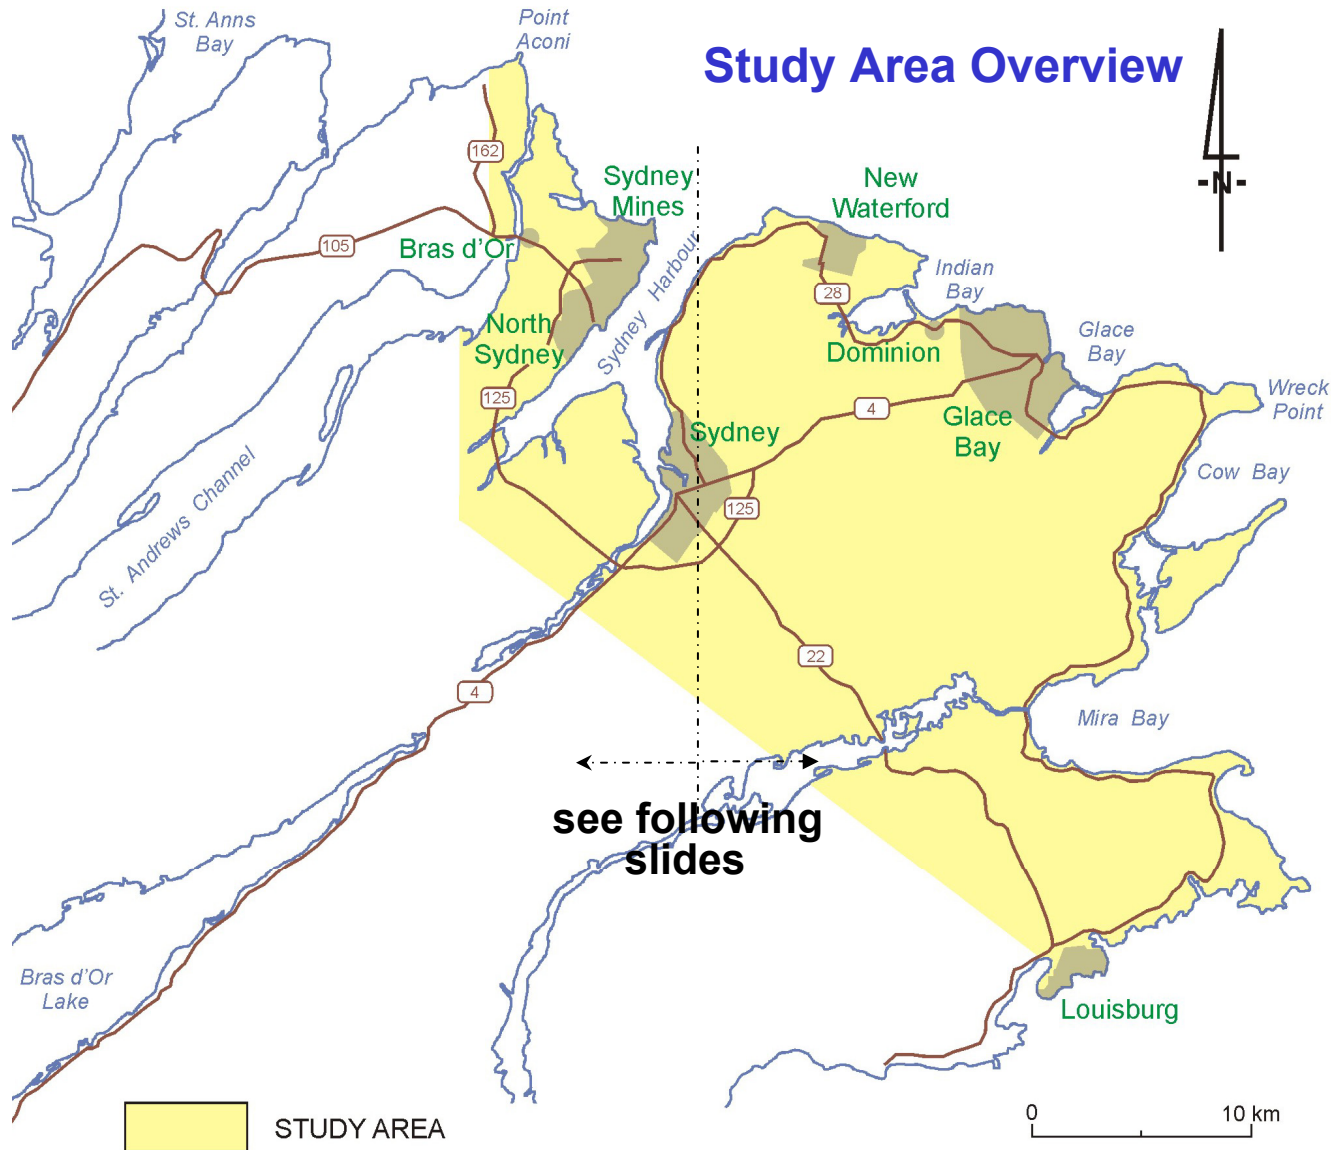 St. Anns
Bay
Point
Aconi
Study Area Overview
-N-
162
Sydney
Mines
New
Waterford
105
Bras d'Or
Sydney Harbour
Indian
Bay
28
North
Sydney
Dominion
Glace
Bay
125
4
Wreck
Point
Glace
Bay
Sydney
Cow Bay
125
St. Andrews Channel
22
4
Mira Bay
see following
slides
Bras d'Or
Lake
Louisburg
STUDY AREA
0 10 km